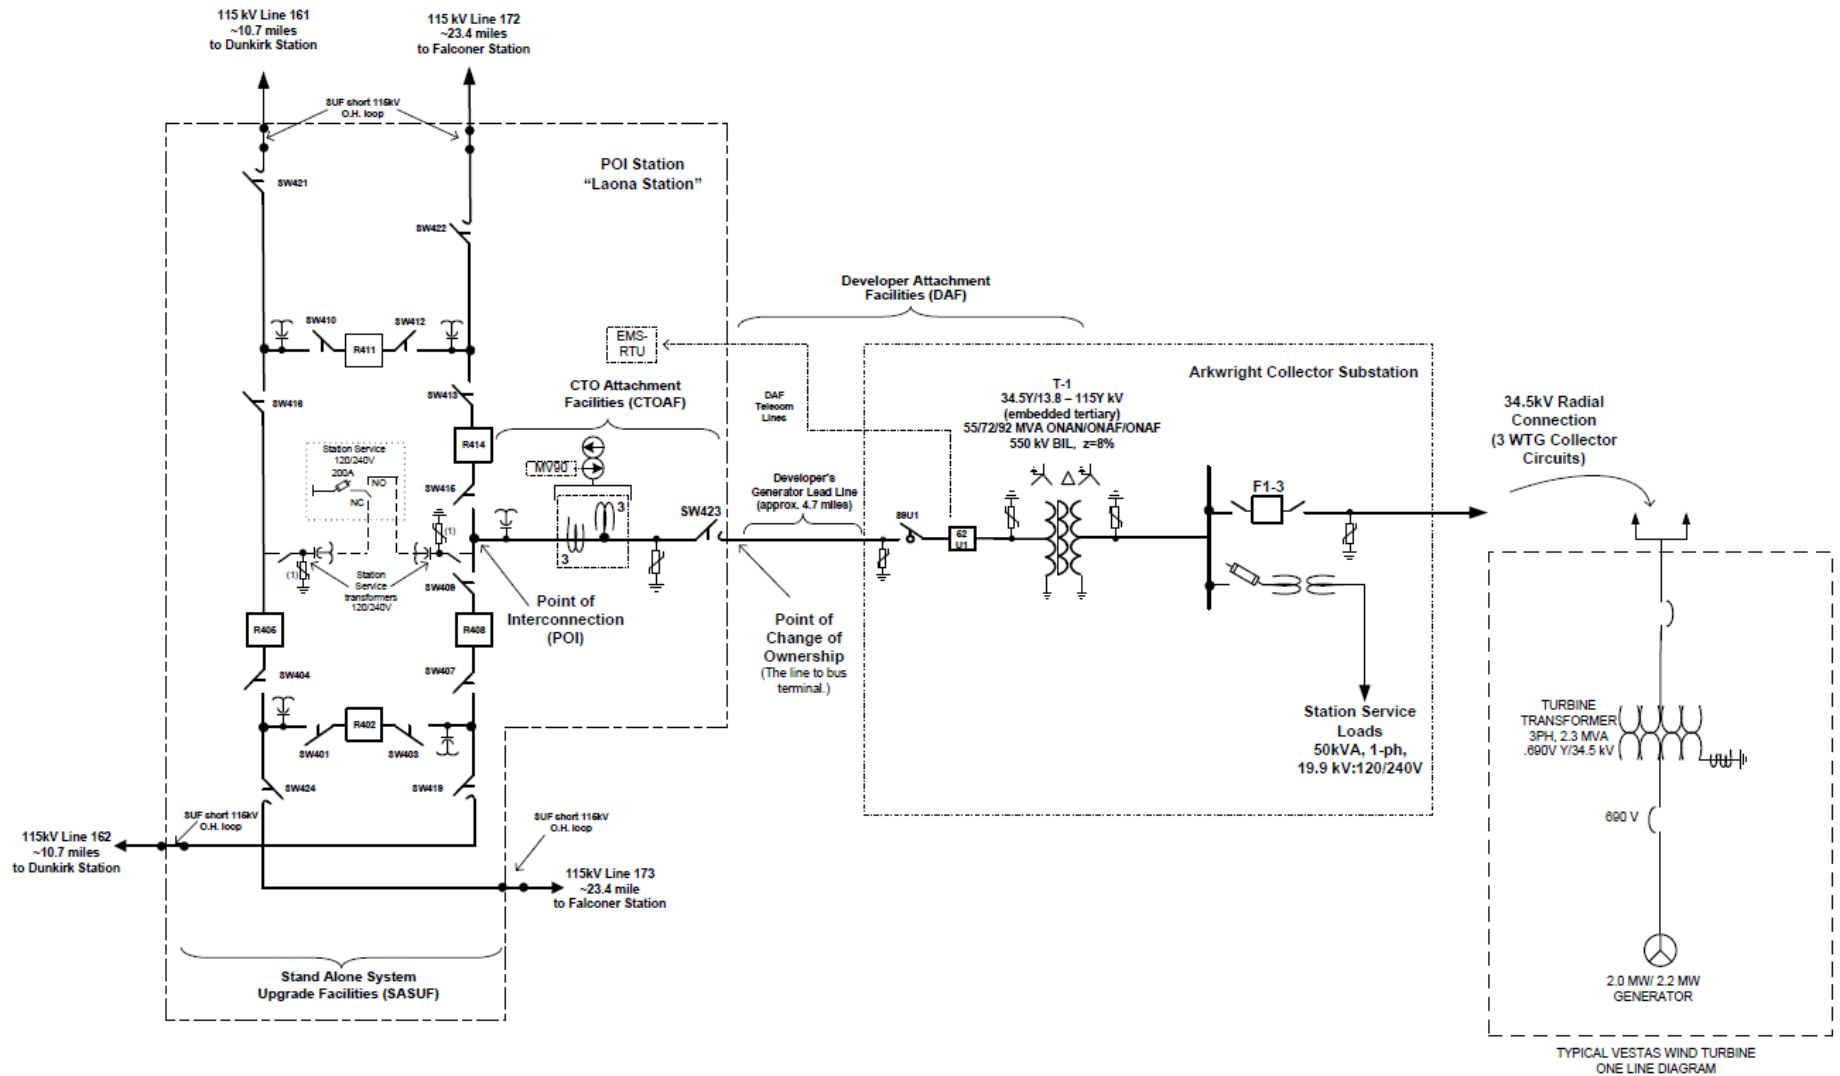 115 kV Line 161
~10.7 miles
to Dunkirk Station
115 kV Line 172
~23.4 miles
to Falconer Station
SUF short 115kV
O.H. loop
POI Station
“Laona Station”
SW421
SW422
SW410
SW412
R411
SW416
SW413
R414
SW415
Station Service
120/240V
200A
NO
NC
(1)
(1)
Station
Service
transformers
120/240V
SW409
R405
R408
SW404
SW407
R402
SW401
SW403
SW424
SW419
EMS-
RTU
CTO Attachment
Facilities (CTOAF)
MV90
3
3
SW423
Point of
Interconnection
(POI)
Point of
Change of
Ownership
(The line to bus
terminal.)
Developer Attachment
Facilities (DAF)
DAF
Telecom
Lines
Developer's
Generator Lead Line
(approx. 4.7 miles)
89U1
52
U1
Arkwright Collector Substation
T-1
34.5Y/13.8 – 115Y kV
(embedded tertiary)
55/72/92 MVA ONAN/ONAF/ONAF
550 kV BIL, z=8%
F1-3
Station Service
Loads
50kVA, 1-ph,
19.9 kV:120/240V
34.5kV Radial
Connection
(3 WTG Collector
Circuits)
TURBINE
TRANSFORMER
3PH, 2.3 MVA
.690V Y/34.5 kV
690 V
2.0 MW/ 2.2 MW
GENERATOR
TYPICAL VESTAS WIND TURBINE
ONE LINE DIAGRAM
SUF short 115kV
O.H. loop
115kV Line 162
~10.7 miles
to Dunkirk Station
SUF short 115kV
O.H. loop
115kV Line 173
~23.4 mile
to Falconer Station
Stand Alone System
Upgrade Facilities (SASUF)